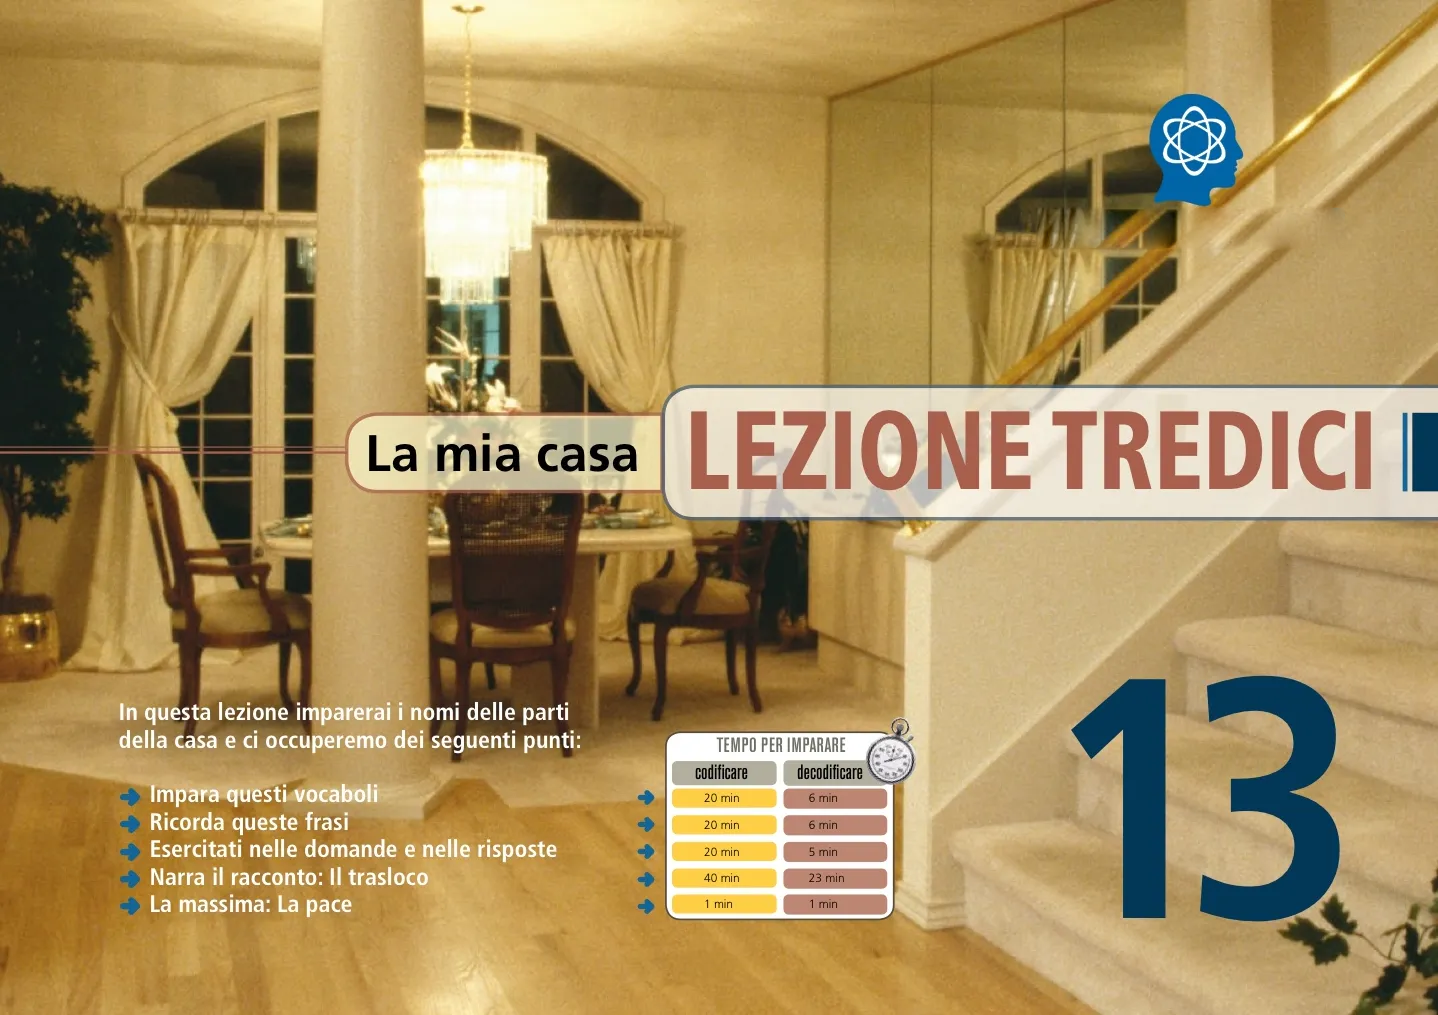 La mia casa
LEZIONE TREDICI
In questa lezione imparerai i nomi delle parti
della casa e ci occuperemo dei seguenti punti:
Impara questi vocaboli
Ricorda queste frasi
Esercitati nelle domande e nelle risposte
Narra il racconto: Il trasloco
La massima: La pace
TEMPO PER IMPARARE
codificare decodificare
20 min 6 min
20 min 6 min
20 min 5 min
40 min 23 min
1 min 1 min
13